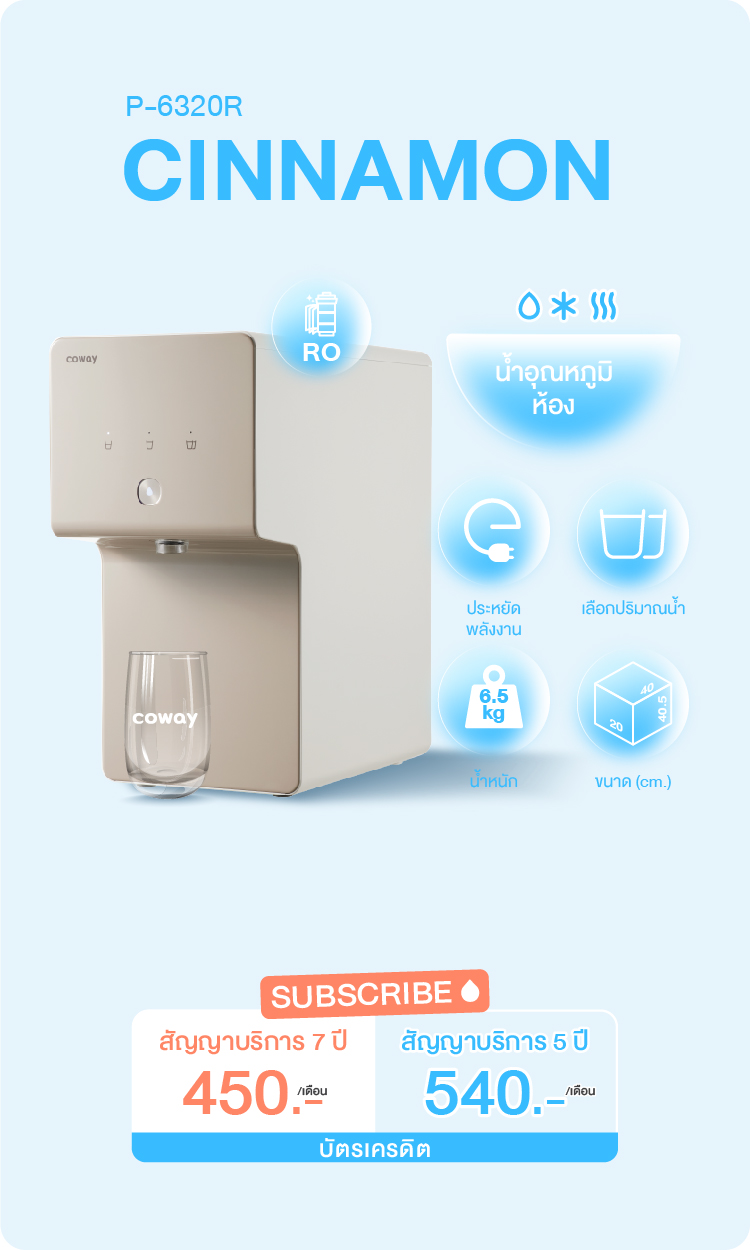 P-6320R
CINNAMON
coway
RO
น้ำอุณหภูมิ
ห้อง
ประหยัด
พลังงาน
เลือกปริมาณน้ำ
coway
6.5
kg
40
20
40.5
น้ำหนัก
ขนาด (cm.)
SUBSCRIBE
สัญญาบริการ 7 ปี
450.-/เดือน
สัญญาบริการ 5 ปี
540.-/เดือน
บัตรเครดิต